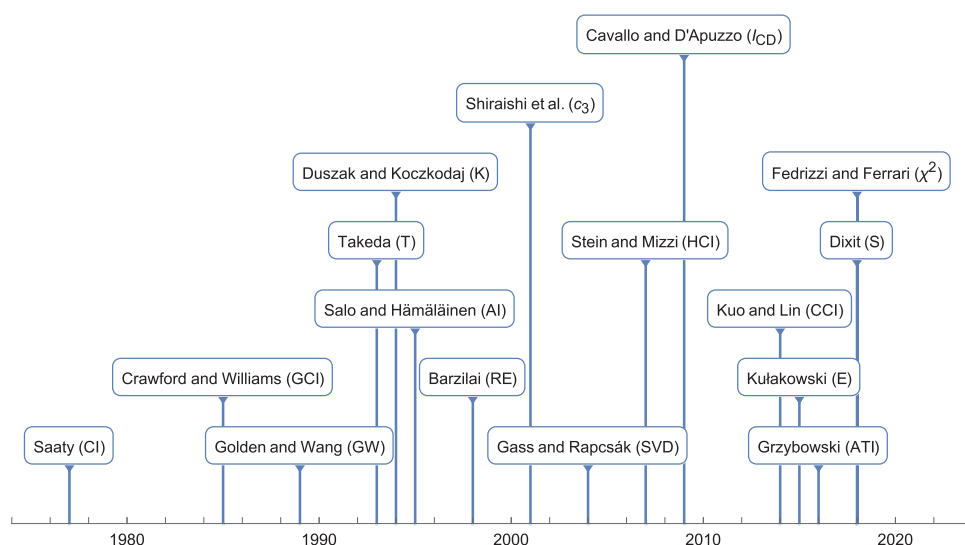 Cavallo and D'Apuzzo (I_CD)
Shiraishi et al. (c₃)
Duszak and Koczkodaj (K)
Fedrizzi and Ferrari (χ²)
Takeda (T)
Stein and Mizzi (HCI)
Dixit (S)
Salo and Hämäläinen (AI)
Kuo and Lin (CCI)
Crawford and Williams (GCI)
Barzilai (RE)
Kułakowski (E)
Saaty (CI)
Golden and Wang (GW)
Gass and Rapcsák (SVD)
Grzybowski (ATI)
1980
1990
2000
2010
2020